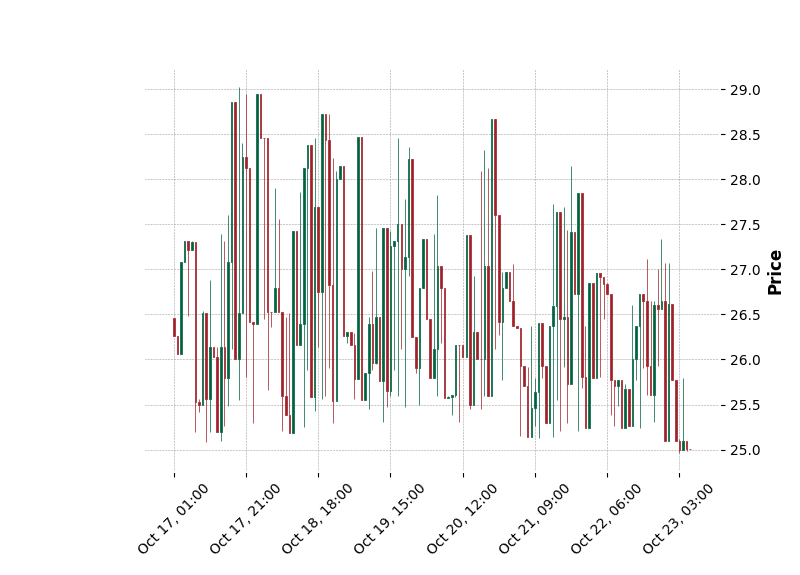 29.0
28.5
28.0
27.5
27.0
26.5
26.0
25.5
25.0
Price
Oct 17, 01:00
Oct 17, 21:00
Oct 18, 18:00
Oct 19, 15:00
Oct 20, 12:00
Oct 21, 09:00
Oct 22, 06:00
Oct 23, 03:00